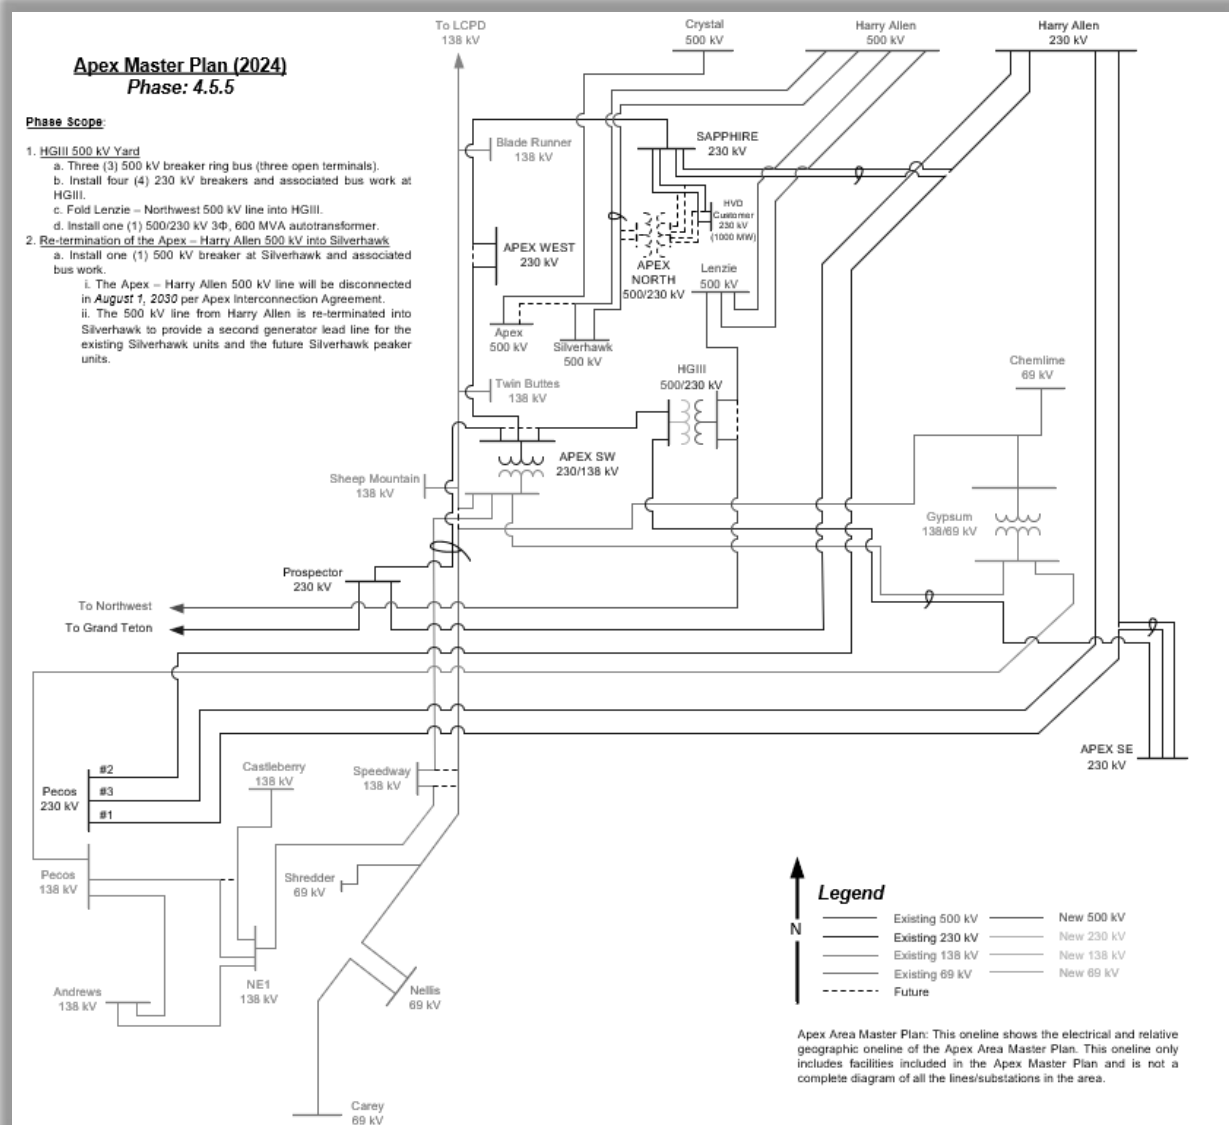 Apex Master Plan (2024)
Phase: 4.5.5
Phase Scope:
1. HGIII 500 kV Yard
a. Three (3) 500 kV breaker ring bus (three open terminals).
b. Install four (4) 230 kV breakers and associated bus work at
HGIII.
c. Fold Lenzie – Northwest 500 kV line into HGIII.
d. Install one (1) 500/230 kV 3Φ, 600 MVA autotransformer.
2. Re-termination of the Apex – Harry Allen 500 kV into Silverhawk
a. Install one (1) 500 kV breaker at Silverhawk and associated
bus work.
i. The Apex – Harry Allen 500 kV line will be disconnected
in August 1, 2030 per Apex Interconnection Agreement.
ii. The 500 kV line from Harry Allen is re-terminated into
Silverhawk to provide a second generator lead line for the
existing Silverhawk units and the future Silverhawk peaker
units.
To LCPD
138 kV
Crystal
500 kV
Harry Allen
500 kV
Harry Allen
230 kV
Blade Runner
138 kV
SAPPHIRE
230 kV
HVD
Customer
230 kV
(1000 MW)
APEX WEST
230 kV
APEX
NORTH
500/230 kV
Lenzie
500 kV
Apex
500 kV
Silverhawk
500 kV
HGIII
500/230 kV
Chemlime
69 kV
Twin Buttes
138 kV
APEX SW
230/138 kV
Sheep Mountain
138 kV
Gypsum
138/69 kV
Prospector
230 kV
To Northwest
To Grand Teton
APEX SE
230 kV
#2
#3
#1
Pecos
230 kV
Castleberry
138 kV
Speedway
138 kV
Pecos
138 kV
Shredder
69 kV
NE1
138 kV
Andrews
138 kV
Nellis
69 kV
Carey
69 kV
N
Legend
Existing 500 kV
New 500 kV
Existing 230 kV
New 230 kV
Existing 138 kV
New 138 kV
Existing 69 kV
New 69 kV
Future
Apex Area Master Plan: This oneline shows the electrical and relative
geographic oneline of the Apex Area Master Plan. This oneline only
includes facilities included in the Apex Master Plan and is not a
complete diagram of all the lines/substations in the area.